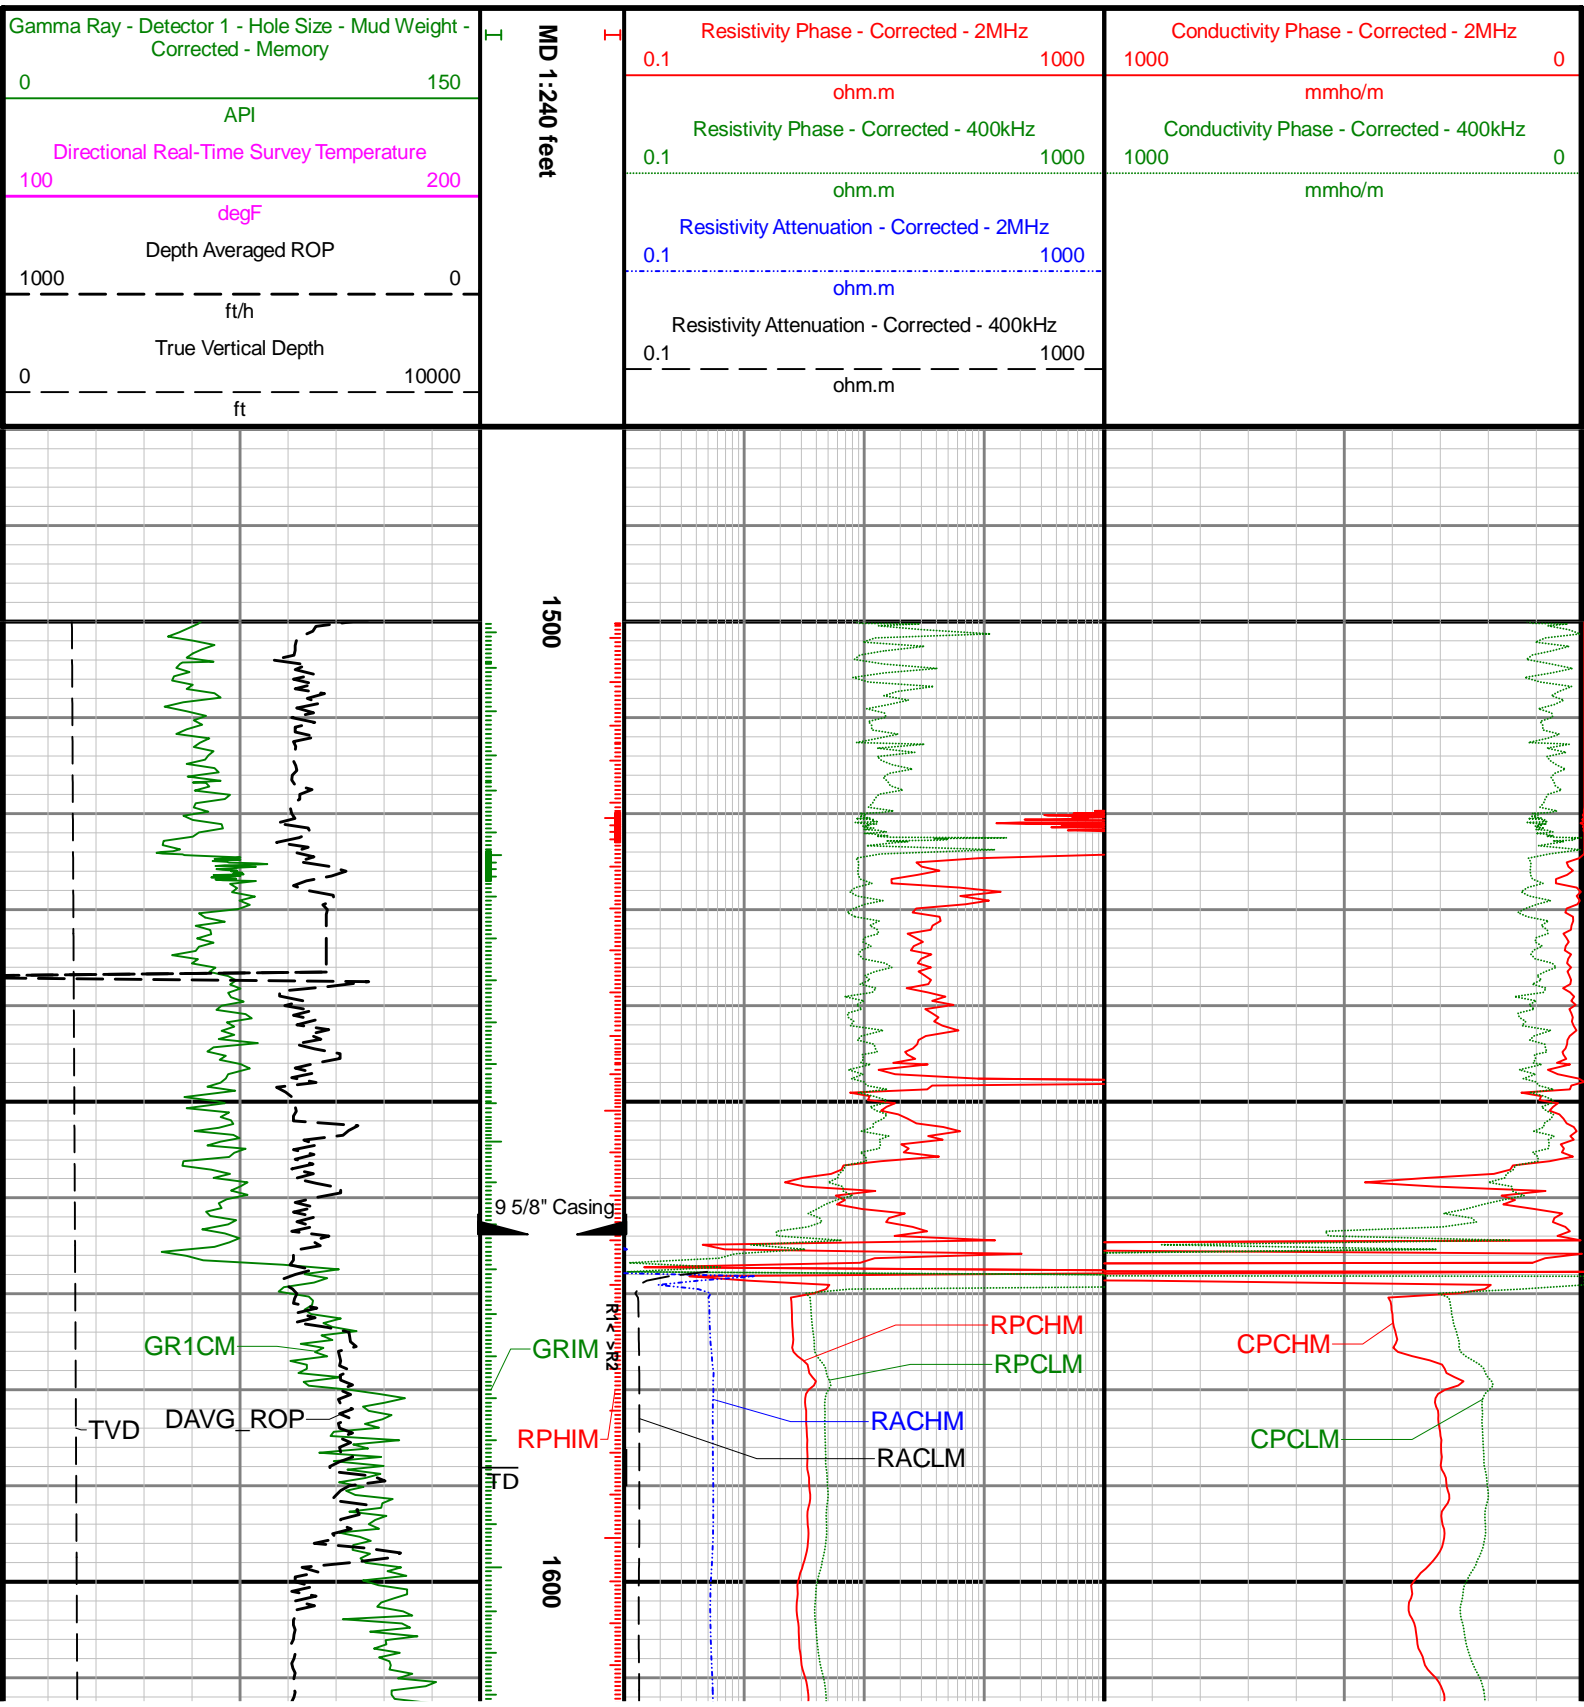 Gamma Ray - Detector 1 - Hole Size - Mud Weight -
Corrected - Memory
0 150
API
Directional Real-Time Survey Temperature
100 200
degF
Depth Averaged ROP
1000 0
ft/h
True Vertical Depth
0 10000
ft
MD 1:240 feet
Resistivity Phase - Corrected - 2MHz
0.1 1000
ohm.m
Resistivity Phase - Corrected - 400kHz
0.1 1000
ohm.m
Resistivity Attenuation - Corrected - 2MHz
0.1 1000
ohm.m
Resistivity Attenuation - Corrected - 400kHz
0.1 1000
ohm.m
Conductivity Phase - Corrected - 2MHz
1000 0
mmho/m
Conductivity Phase - Corrected - 400kHz
1000 0
mmho/m
1500
9 5/8" Casing
R1< >R2
RPCHM
GR1CM
GRIM
CPCHM
RPCLM
TVD
DAVG_ROP
RACHM
RPHIM
CPCLM
RACLM
TD
1600